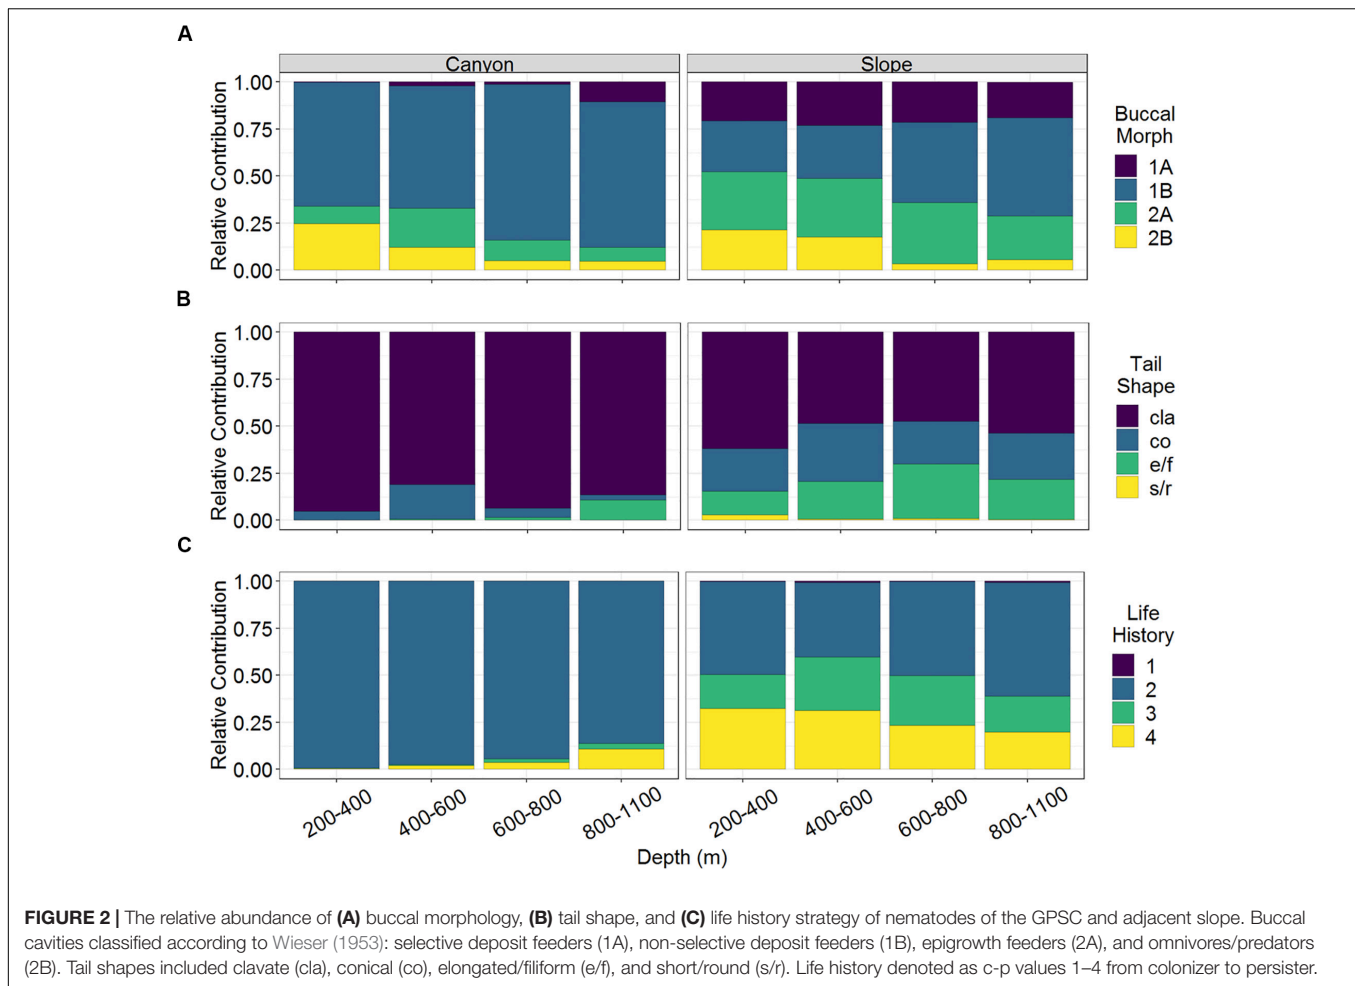 A
Canyon
Slope
Relative Contribution
1.00
0.75
0.50
0.25
0.00
Buccal
Morph
1A
1B
2A
2B
B
Relative Contribution
1.00
0.75
0.50
0.25
0.00
Tail
Shape
cla
co
e/f
s/r
C
Relative Contribution
1.00
0.75
0.50
0.25
0.00
Life
History
1
2
3
4
200-400
400-600
600-800
800-1100
200-400
400-600
600-800
800-1100
Depth (m)
FIGURE 2 | The relative abundance of (A) buccal morphology, (B) tail shape, and (C) life history strategy of nematodes of the GPSC and adjacent slope. Buccal
cavities classified according to Wieser (1953): selective deposit feeders (1A), non-selective deposit feeders (1B), epigrowth feeders (2A), and omnivores/predators
(2B). Tail shapes included clavate (cla), conical (co), elongated/filiform (e/f), and short/round (s/r). Life history denoted as c-p values 1–4 from colonizer to persister.